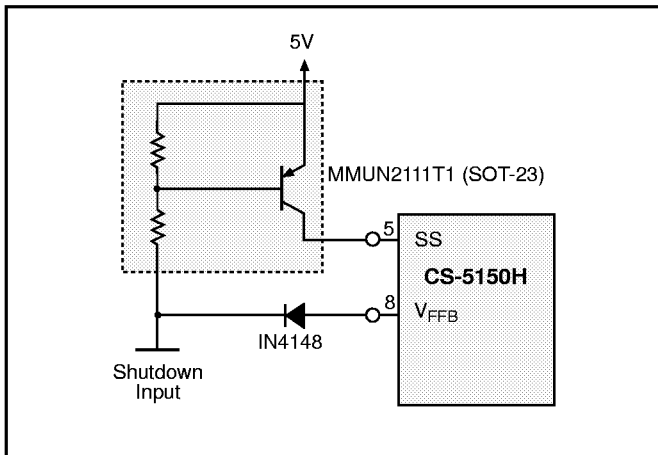 5V
MMUN2111T1 (SOT-23)
5
SS
CS-5150H
8
VFFB
IN4148
Shutdown
Input